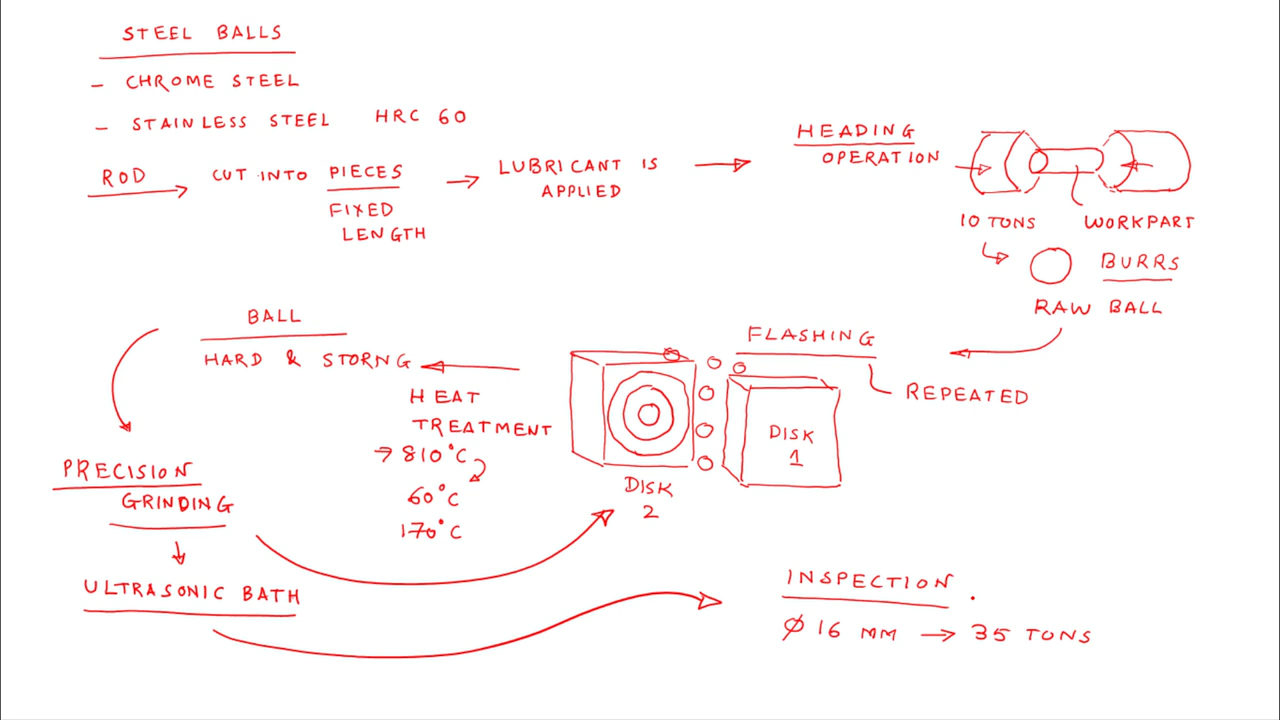 STEEL BALLS
- CHROME STEEL
- STAINLESS STEEL HRC 60
ROD → CUT INTO PIECES → LUBRICANT IS →
FIXED
LENGTH
APPLIED
HEADING
OPERATION
10 TONS
WORKPART
BURRS
RAW BALL
FLASHING
REPEATED
DISK
1
DISK
2
HEAT
TREATMENT
→ 810°C
60°C
170°C
BALL
HARD & STORNG
PRECISION
GRINDING
ULTRASONIC BATH
INSPECTION
Ø 16 MM → 35 TONS